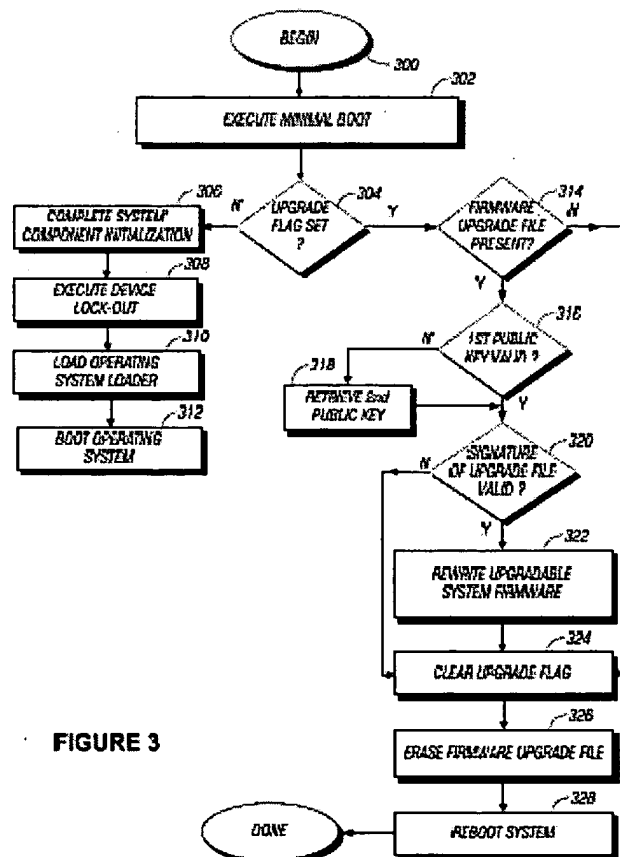 BEGIN
300
302
EXECUTE MINIMAL BOOT
306
COMPLETE SYSTEM/
COMPONENT INITIALIZATION
N
304
UPGRADE
FLAG SET
?
Y
314
FIRMWARE
UPGRADE FILE
PRESENT?
N
308
EXECUTE DEVICE
LOCK-OUT
Y
316
1ST PUBLIC
KEY VALID ?
N
310
LOAD OPERATING
SYSTEM LOADER
318
RETRIEVE 2nd
PUBLIC KEY
Y
312
BOOT OPERATING
SYSTEM
320
SIGNATURE
OF UPGRADE FILE
VALID ?
N
Y
322
REWRITE UPGRADABLE
SYSTEM FIRMWARE
324
CLEAR UPGRADE FLAG
326
ERASE FIRMWARE UPGRADE FILE
FIGURE 3
328
REBOOT SYSTEM
DONE